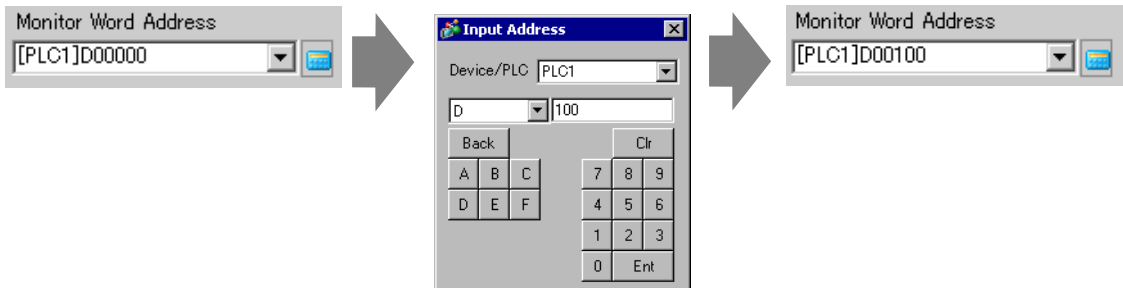 Monitor Word Address
[PLC1]D00000
Input Address
Device/PLC PLC1
D 100
Back Clr
A B C 7 8 9
D E F 4 5 6
1 2 3
0 Ent
Monitor Word Address
[PLC1]D00100